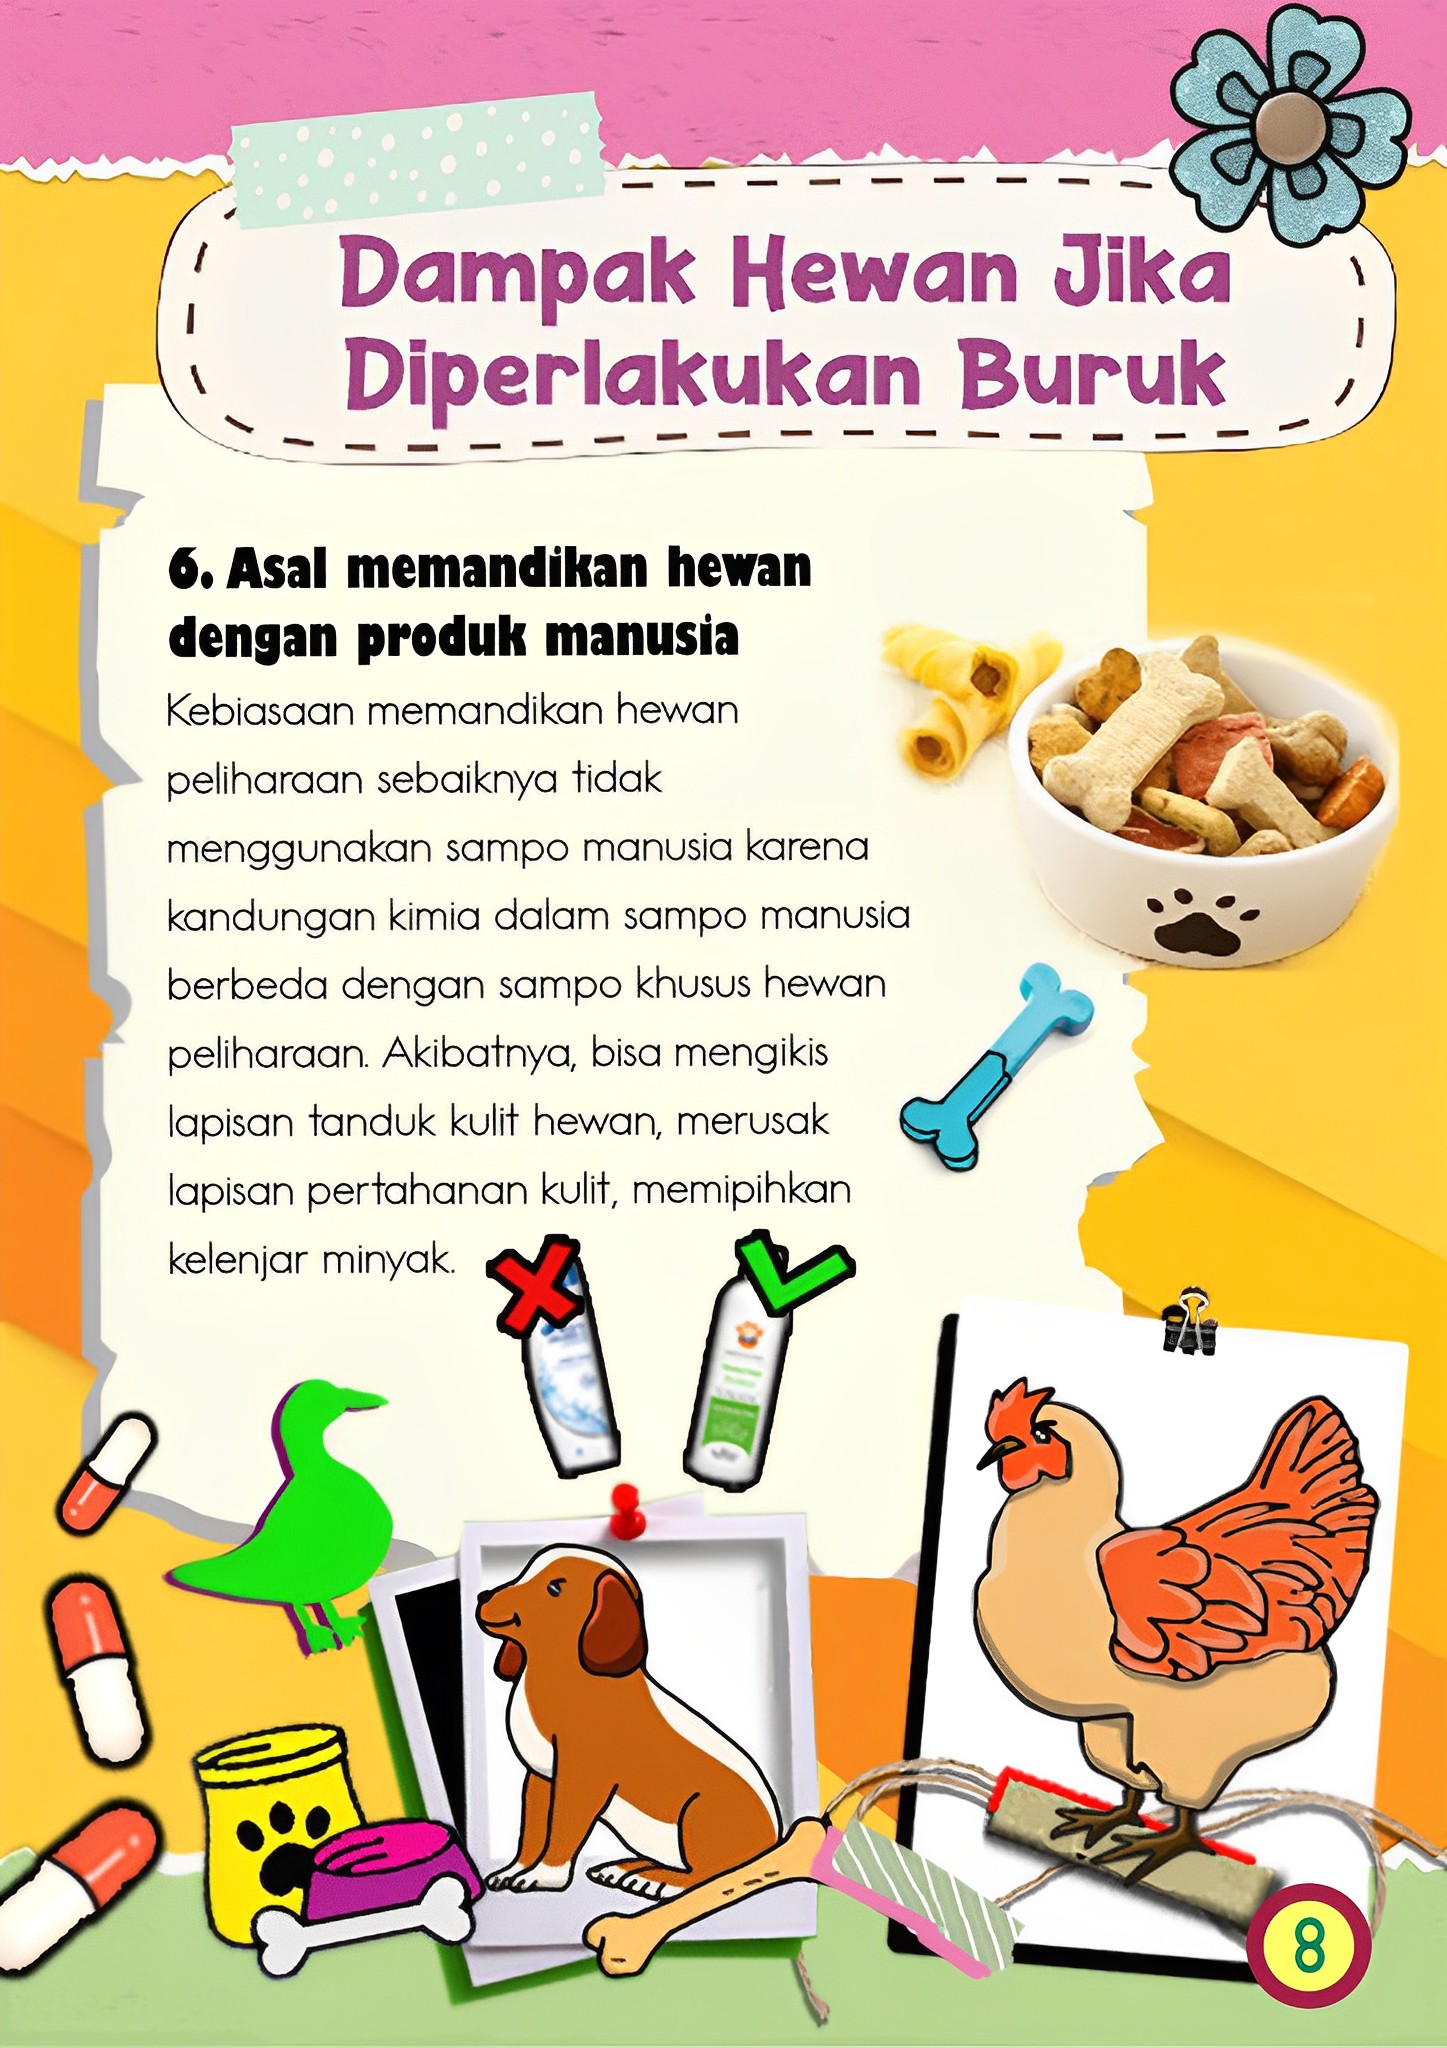 Dampak Hewan Jika
Diperlakukan Buruk
6. Asal memandikan hewan
dengan produk manusia
Kebiasaan memandikan hewan
peliharaan sebaiknya tidak
menggunakan sampo manusia karena
kandungan kimia dalam sampo manusia
berbeda dengan sampo khusus hewan
peliharaan. Akibatnya, bisa mengikis
lapisan tanduk kulit hewan, merusak
lapisan pertahanan kulit, memipihkan
kelenjar minyak.
8